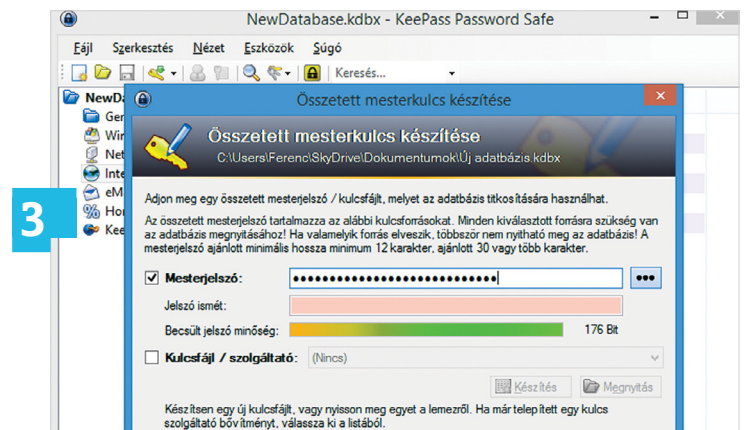 NewDatabase.kdbx - KeePass Password Safe
Fájl Szerkesztés Nézet Eszközök Súgó
Keresés...
NewDa
Ger
Wir
Net
Inte
eM
Hor
Kee
3
Összetett mesterkulcs készítése
Összetett mesterkulcs készítése
C:\Users\Ferenc\SkyDrive\Dokumentumok\Új adatbázis.kdbx
Adjon meg egy összetett mesterjelszó / kulcsfájlt, melyet az adatbázis titkosítására használhat.
Az összetett mesterjelszó tartalmazza az alábbi kulcsforrásokat. Minden kiválasztott forrásra szükség van
az adatbázis megnyitásához! Ha valamelyik forrás elveszik, többször nem nyitható meg az adatbázis! A
mesterjelszó ajánlott minimális hossza minimum 12 karakter, ajánlott 30 vagy több karakter.
Mesterjelszó:
Jelszó ismét:
Becsült jelszó minőség: 176 Bit
Kulcsfájl / szolgáltató: (Nincs)
Készítés Megnyitás
Készítsen egy új kulcsfájlt, vagy nyisson meg egyet a lemezről. Ha már telepített egy kulcs
szolgáltató bővítményt, válassza ki a listából.